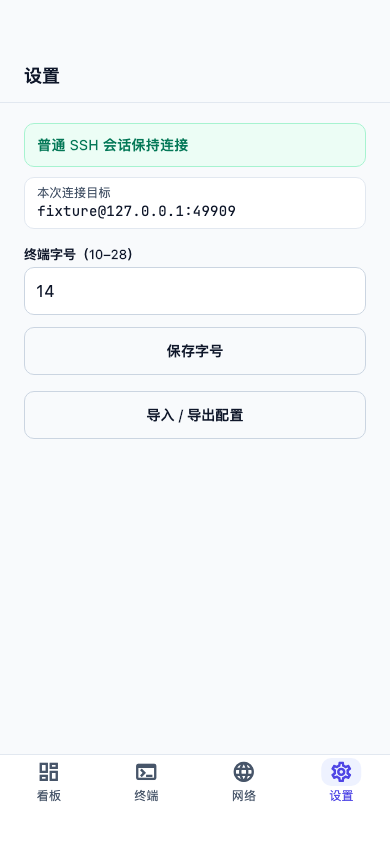 设置
普通 SSH 会话保持连接
本次连接目标
fixture@127.0.0.1:49909
终端字号（10–28）
14
保存字号
导入 / 导出配置
看板
终端
网络
设置